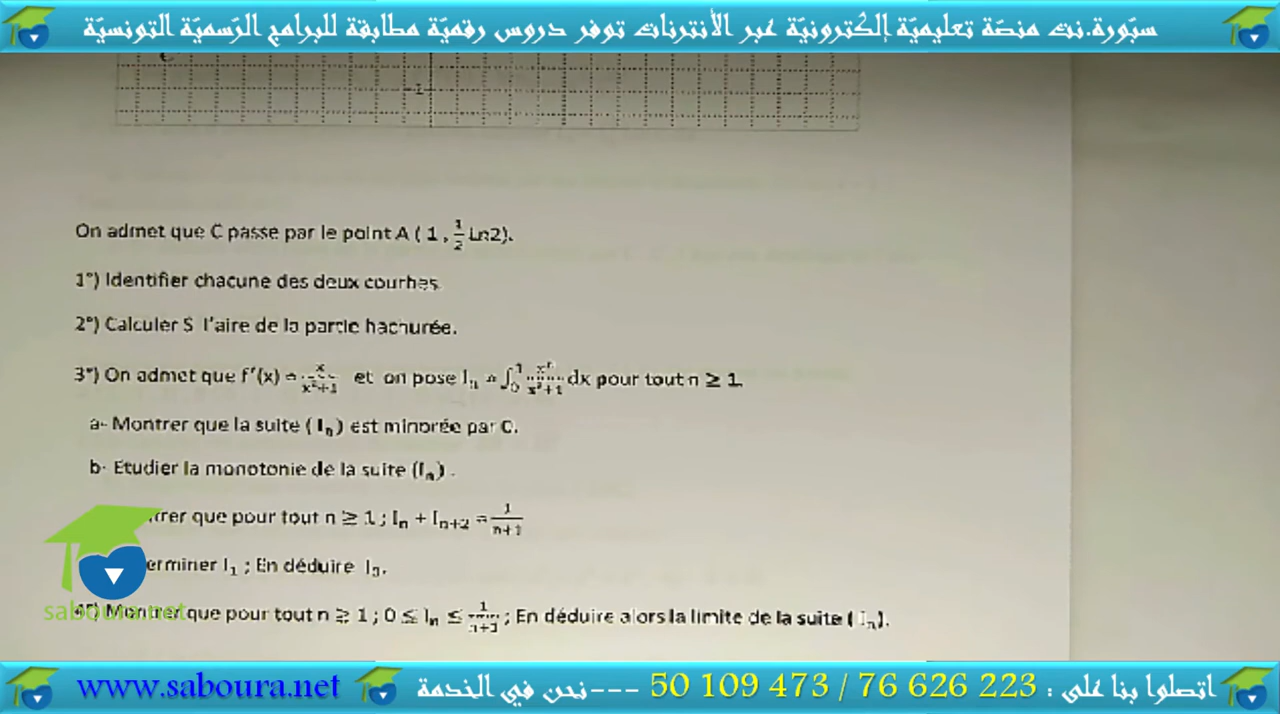 سبّورة.نت منصّة تعليميّة إلكترونيّة عبر الأنترنات توفر دروس رقميّة مطابقة للبرامج الرّسميّة التونسيّة
-1
On admet que C passe par le point A ( 1 , 1/2 Ln2).
1°) Identifier chacune des deux courbes
2°) Calculer S l'aire de la partie hachurée.
3°) On admet que f'(x) = x/(x²+1) et on pose Iₙ = ∫₀¹ xⁿ/(x²+1) dx pour tout n ≥ 1.
a- Montrer que la suite ( Iₙ ) est minorée par 0.
b- Etudier la monotonie de la suite (Iₙ) .
trer que pour tout n ≥ 1 ; Iₙ + Iₙ₊₂ = 1/(n+1)
erminer I₁ ; En déduire I₃.
4°) Montrer que pour tout n ≥ 1 ; 0 ≤ Iₙ ≤ 1/(n+1) ; En déduire alors la limite de la suite ( Iₙ).
saboura.net
www.saboura.net اتصلوا بنا على : 50 109 473 / 76 626 223 ---نحن في الخدمة